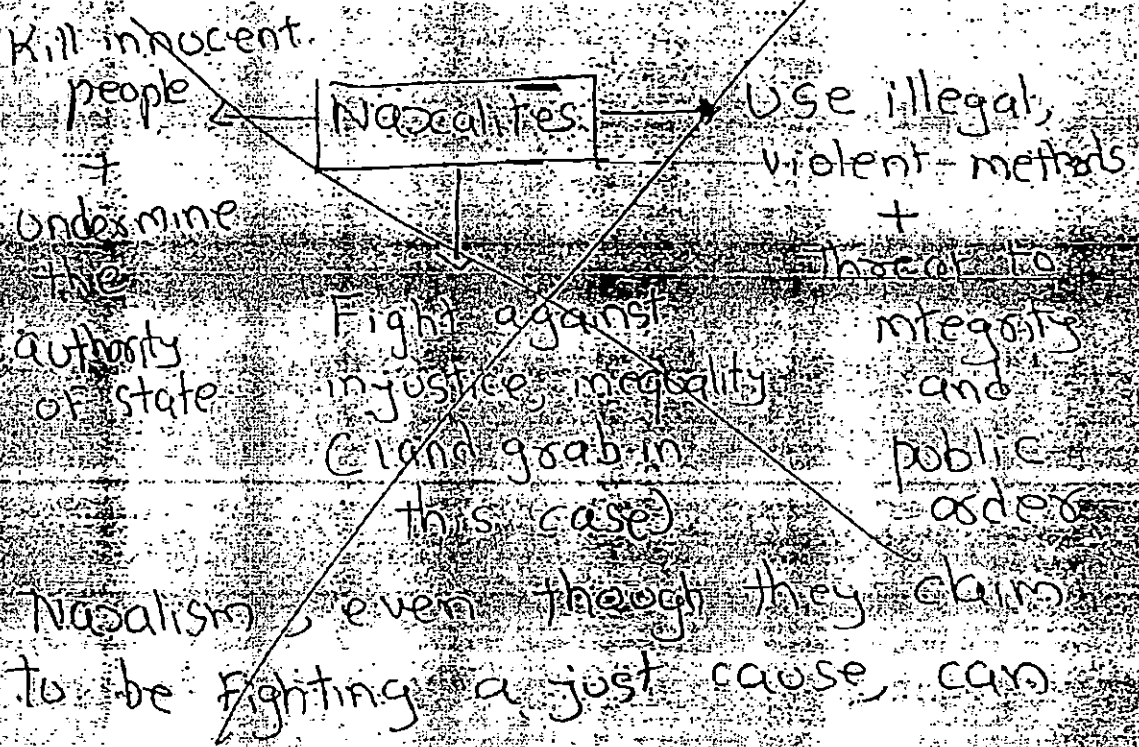 Kill innocent
people
+
undermine
the
authority
of state
Naxalites
Fight against
injustice, inequality
(land grab in
this case)
Use illegal,
violent methods
+
Threat to
integrity
and
public
order
Naxalism, even though they claim
to be fighting a just cause, can